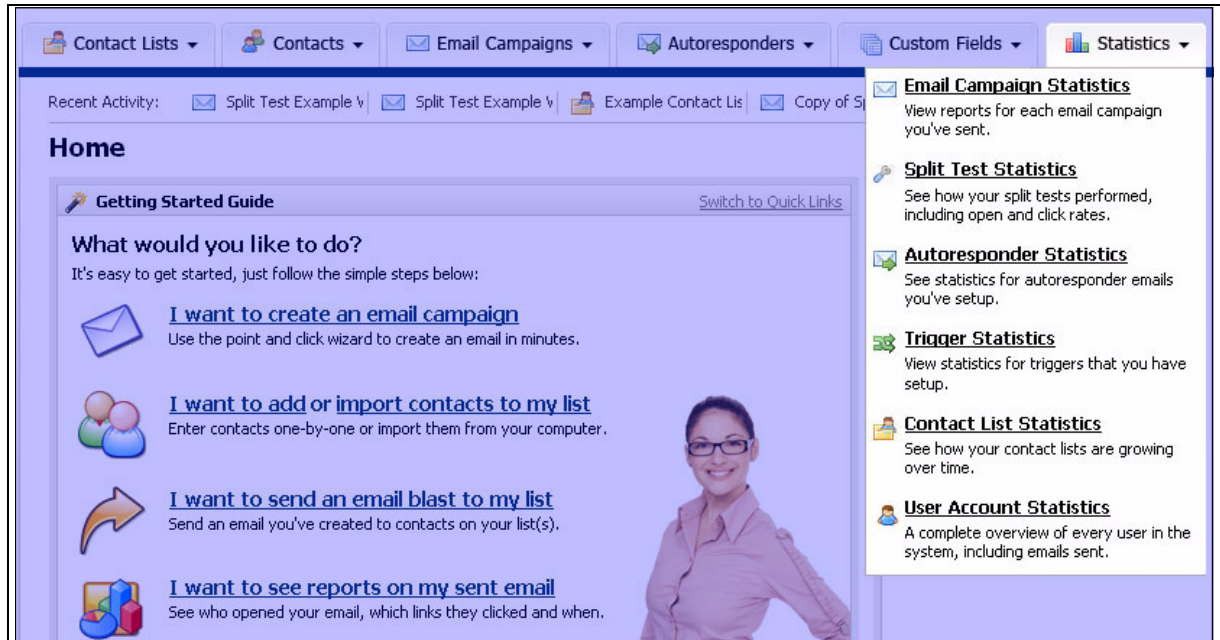 Contact Lists Contacts Email Campaigns Autoresponders Custom Fields Statistics
Recent Activity: Split Test Example Split Test Example Example Contact Lis Copy of
Home
Getting Started Guide Switch to Quick Links
What would you like to do?
It's easy to get started, just follow the simple steps below:
I want to create an email campaign
Use the point and click wizard to create an email in minutes.
I want to add or import contacts to my list
Enter contacts one-by-one or import them from your computer.
I want to send an email blast to my list
Send an email you've created to contacts on your list(s).
I want to see reports on my sent email
See who opened your email, which links they clicked and when.
Email Campaign Statistics
View reports for each email campaign
you've sent.
Split Test Statistics
See how your split tests performed,
including open and click rates.
Autoresponder Statistics
See statistics for autoresponder emails
you've setup.
Trigger Statistics
View statistics for triggers that you have
setup.
Contact List Statistics
See how your contact lists are growing
over time.
User Account Statistics
A complete overview of every user in the
system, including emails sent.